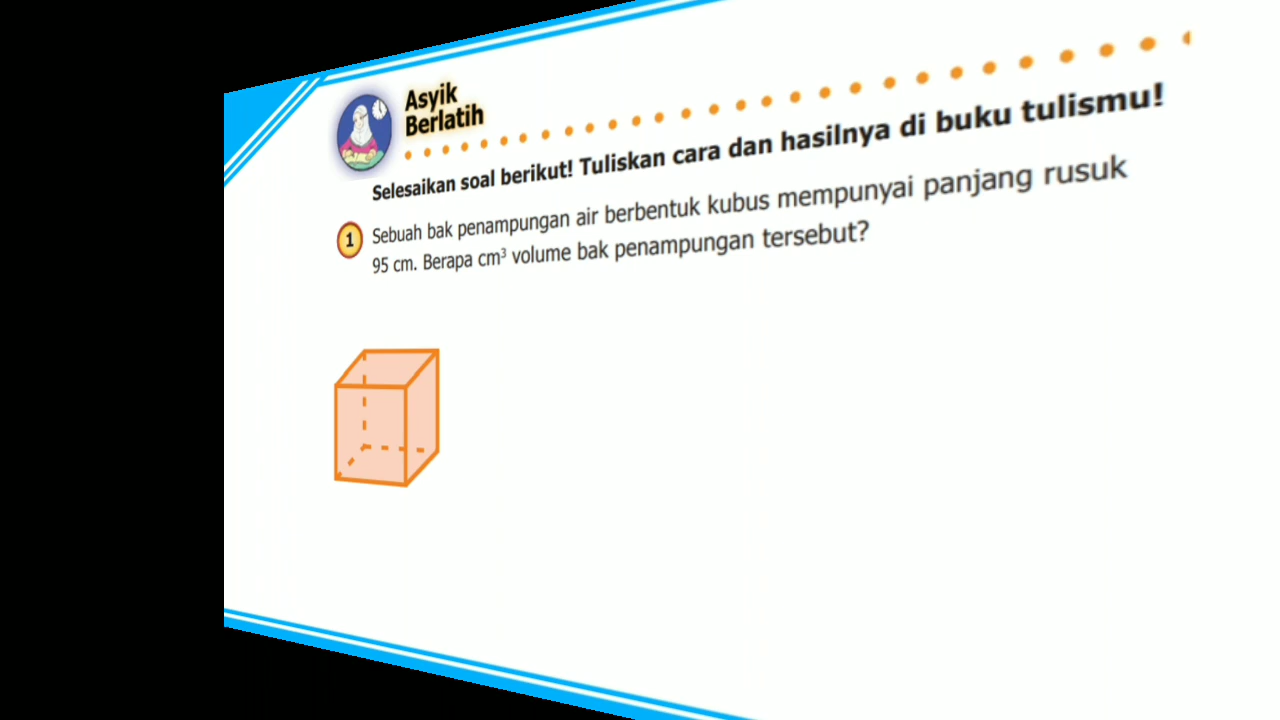 Asyik
Berlatih
Selesaikan soal berikut! Tuliskan cara dan hasilnya di buku tulismu!
1 Sebuah bak penampungan air berbentuk kubus mempunyai panjang rusuk
95 cm. Berapa cm³ volume bak penampungan tersebut?